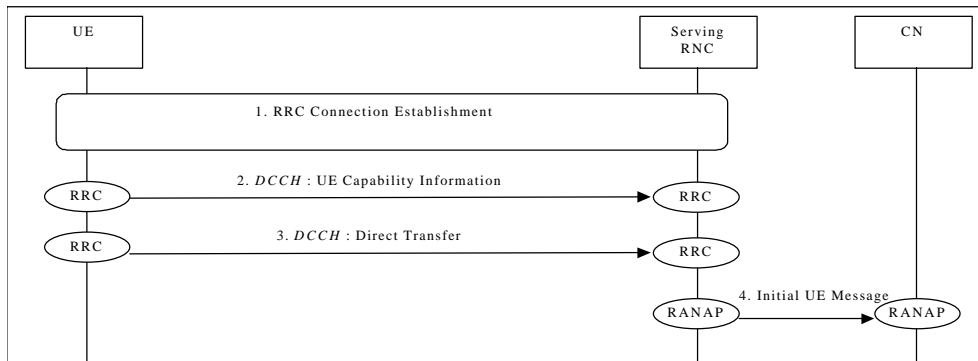 UE
Serving
RNC
CN
1. RRC Connection Establishment
2. DCCH : UE Capability Information
RRC
RRC
3. DCCH : Direct Transfer
RRC
RRC
4. Initial UE Message
RANAP
RANAP